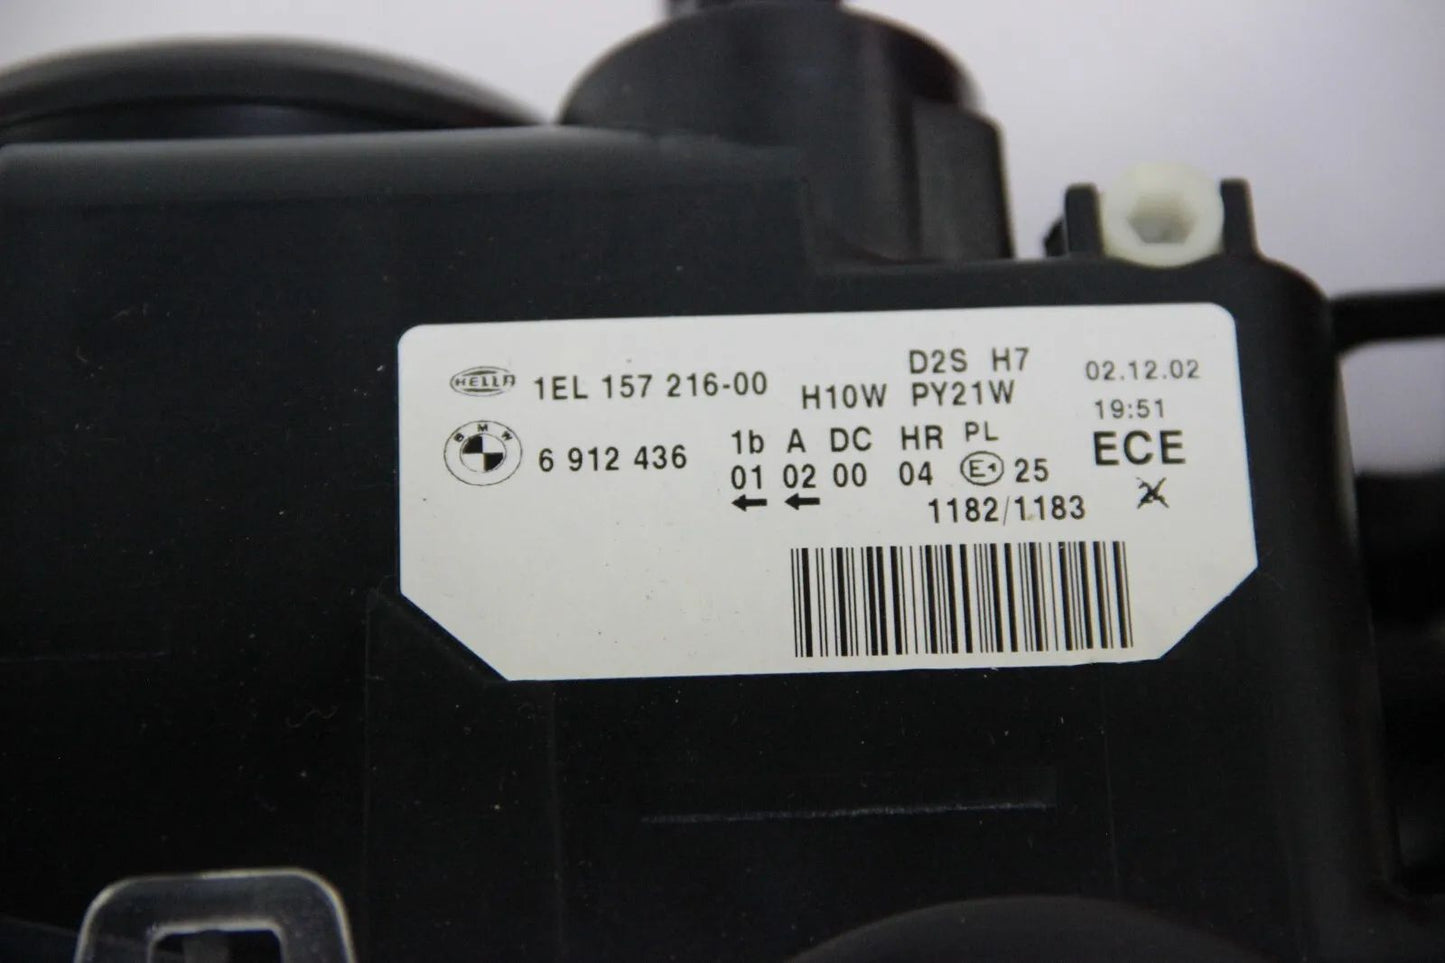 HELLA 1EL 157 216-00
D2S H7
H10W PY21W
02.12.02
19:51
BMW 6 912 436
1b A DC HR PL
01 02 00 04 E1 25
← ←
1182/1183
ECE